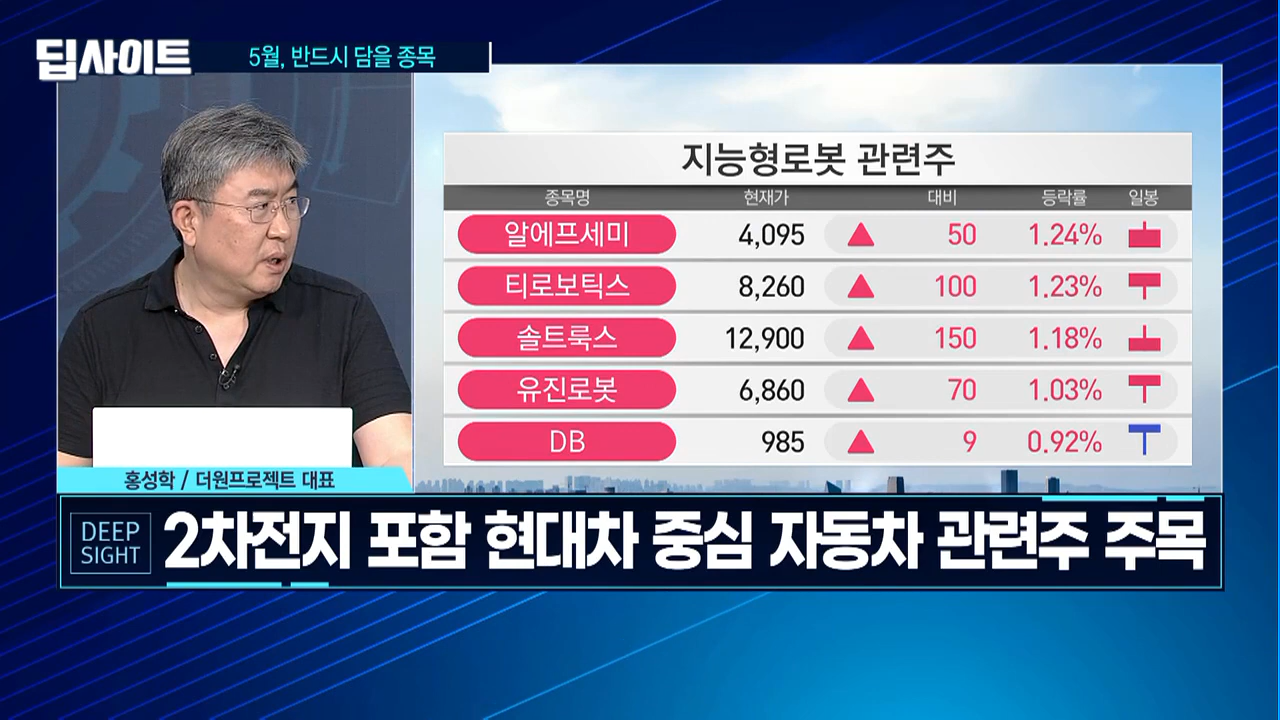 딥사이트
5월, 반드시 담을 종목
지능형로봇 관련주
종목명 현재가 대비 등락률 일봉
알에프세미 4,095 ▲ 50 1.24%
티로보틱스 8,260 ▲ 100 1.23%
솔트룩스 12,900 ▲ 150 1.18%
유진로봇 6,860 ▲ 70 1.03%
DB 985 ▲ 9 0.92%
홍성학 / 더원프로젝트 대표
DEEP
SIGHT
2차전지 포함 현대차 중심 자동차 관련주 주목